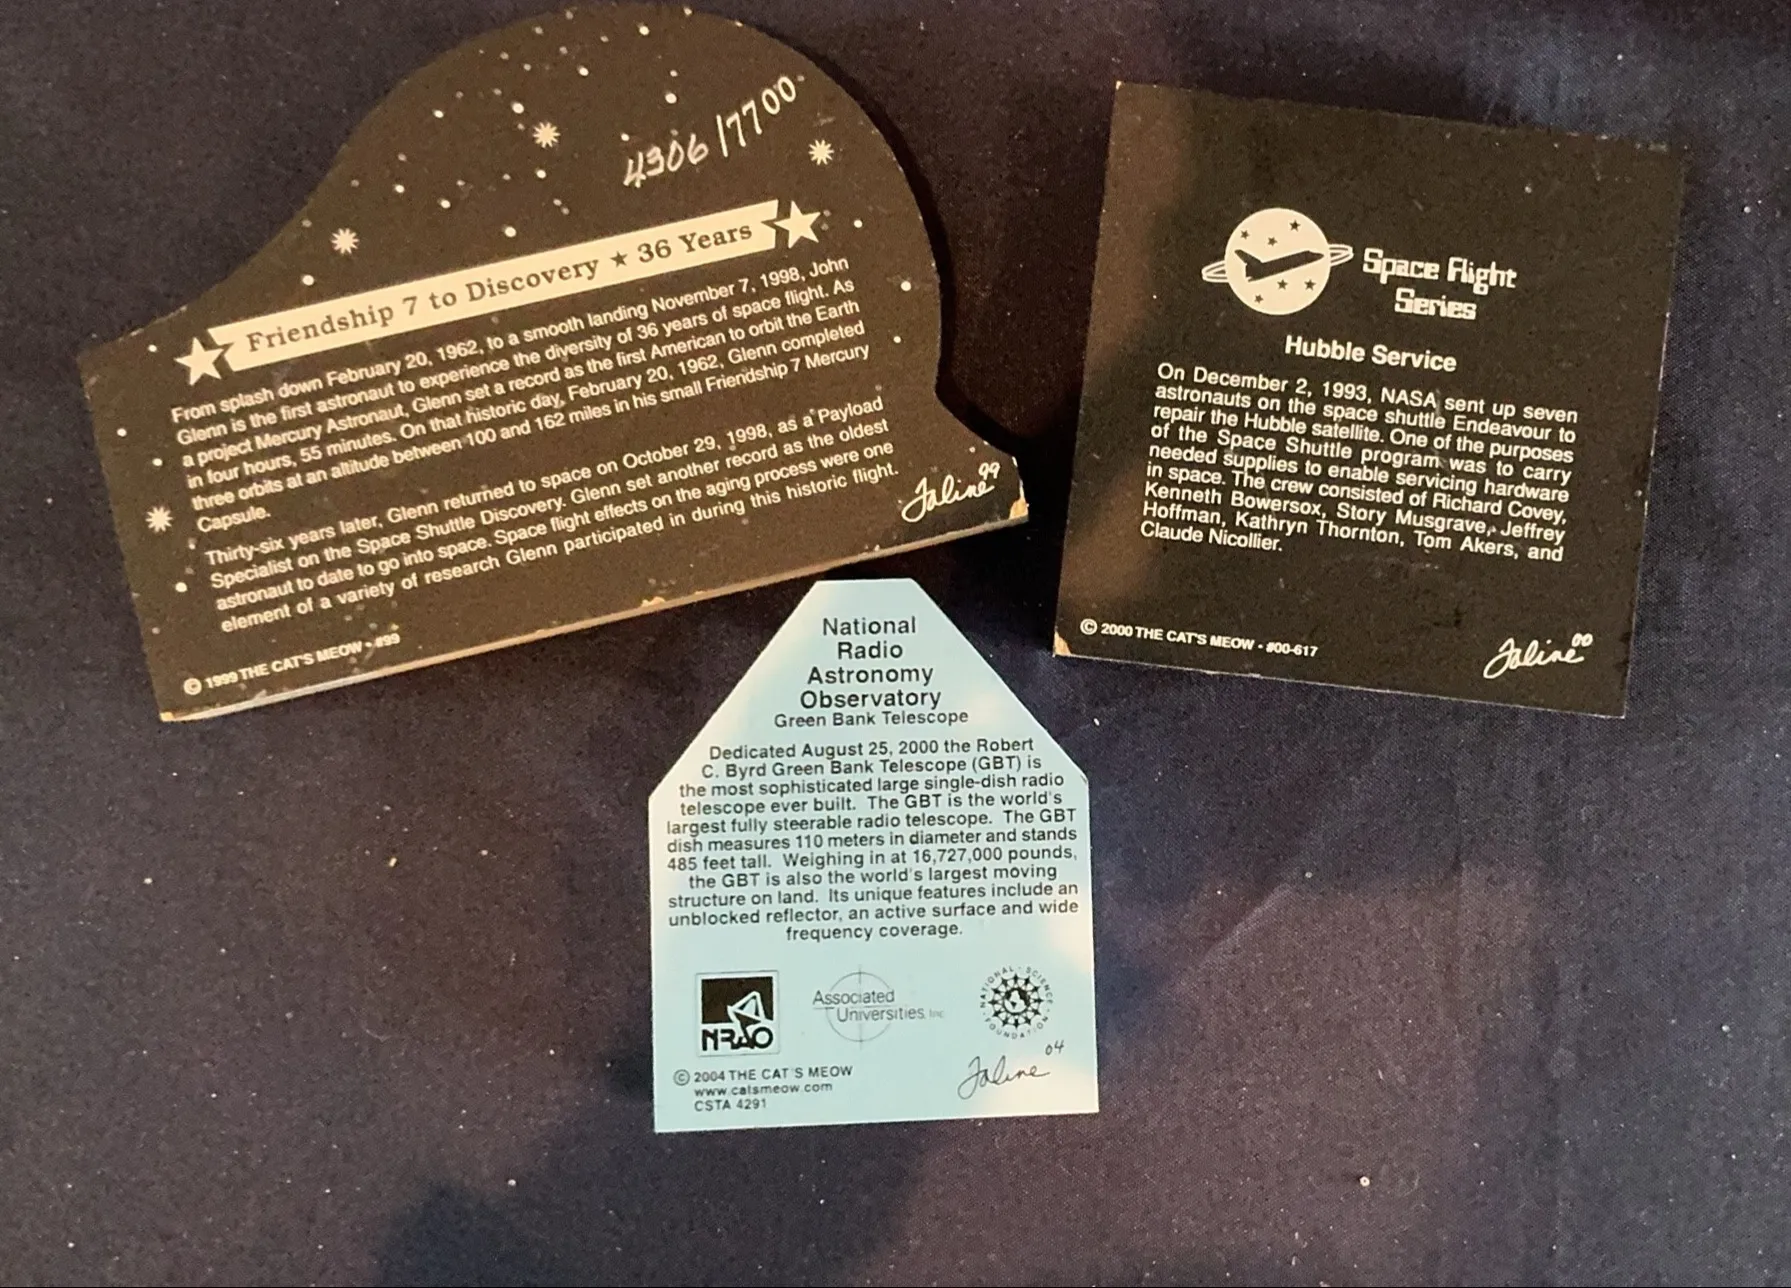 4306/7700
Friendship 7 to Discovery ★ 36 Years
From splash down February 20, 1962, to a smooth landing November 7, 1998, John
Glenn is the first astronaut to experience the diversity of 36 years of space flight. As
a project Mercury Astronaut, Glenn set a record as the first American to orbit the Earth
in four hours, 55 minutes. On that historic day, February 20, 1962, Glenn completed
three orbits at an altitude between 100 and 162 miles in his small Friendship 7 Mercury
Capsule.
Thirty-six years later, Glenn returned to space on October 29, 1998, as a Payload
Specialist on the Space Shuttle Discovery. Glenn set another record as the oldest
astronaut to date to go into space. Space flight effects on the aging process were one
element of a variety of research Glenn participated in during this historic flight.
© 1999 THE CAT'S MEOW • #99
Faline 99
Space Flight
Series
Hubble Service
On December 2, 1993, NASA sent up seven
astronauts on the space shuttle Endeavour to
repair the Hubble satellite. One of the purposes
of the Space Shuttle program was to carry
needed supplies to enable servicing hardware
in space. The crew consisted of Richard Covey,
Kenneth Bowersox, Story Musgrave, Jeffrey
Hoffman, Kathryn Thornton, Tom Akers, and
Claude Nicollier.
© 2000 THE CAT'S MEOW • #00-617
Faline 00
National
Radio
Astronomy
Observatory
Green Bank Telescope
Dedicated August 25, 2000 the Robert
C. Byrd Green Bank Telescope (GBT) is
the most sophisticated large single-dish radio
telescope ever built. The GBT is the world's
largest fully steerable radio telescope. The GBT
dish measures 110 meters in diameter and stands
485 feet tall. Weighing in at 16,727,000 pounds,
the GBT is also the world's largest moving
structure on land. Its unique features include an
unblocked reflector, an active surface and wide
frequency coverage.
NRAO
Associated
Universities, Inc
NATIONAL SCIENCE FOUNDATION
© 2004 THE CAT'S MEOW
www.catsmeow.com
CSTA 4291
Faline 04